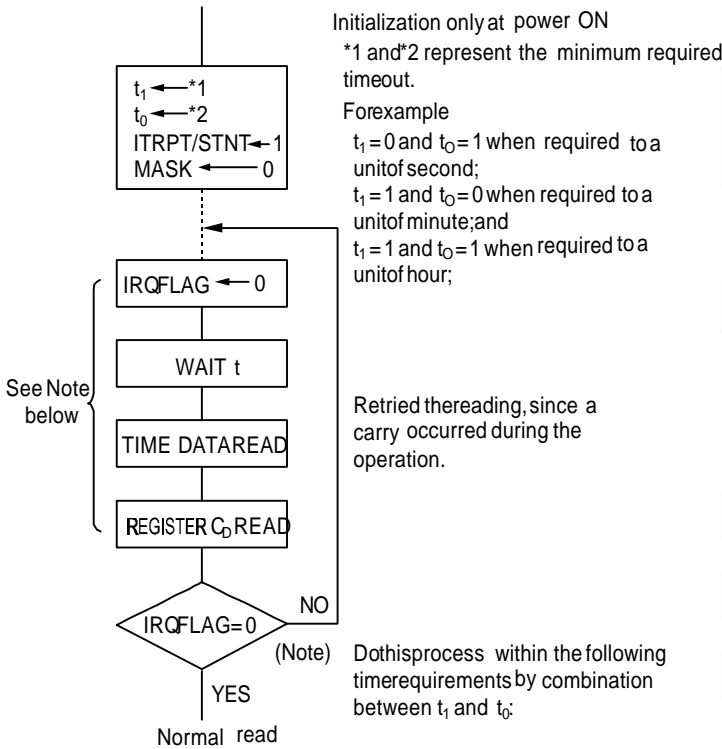 Initialization only at power ON
*1 and*2 represent the minimum required
timeout.
Forexample
t₁=0 and tO=1 when required to a
unitof second;
t₁=1 and tO=0 when required to a
unitof minute;and
t₁=1 and tO=1 when required to a
unitof hour;
t₁ ← *1
t₀ ← *2
ITRPT/STNT ← 1
MASK ← 0
IRQFLAG ← 0
WAIT t
See Note
below
TIME DATAREAD
REGISTER CD READ
Retried thereading,since a
carry occurred during the
operation.
IRQFLAG=0
NO
(Note)
YES
Normal read
Dothisprocess within the following
timerequirements by combination
between t₁ and t₀: